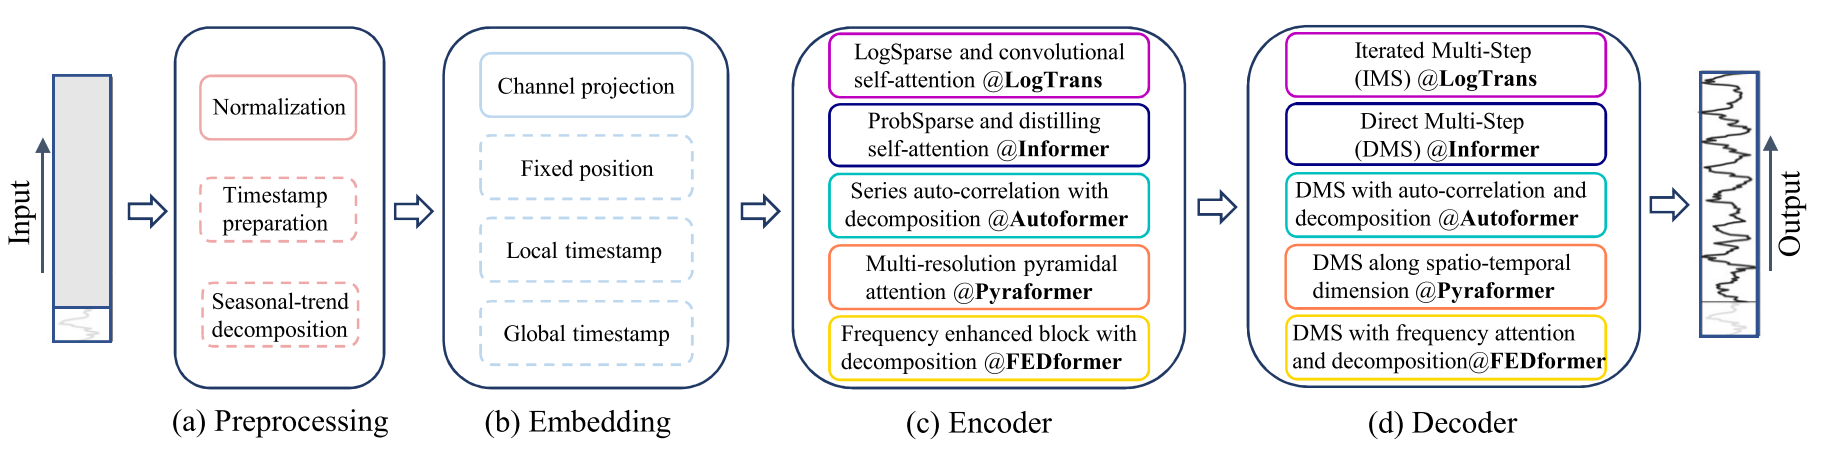 Input
Normalization
Timestamp
preparation
Seasonal-trend
decomposition
(a) Preprocessing
Channel projection
Fixed position
Local timestamp
Global timestamp
(b) Embedding
LogSparse and convolutional
self-attention @LogTrans
ProbSparse and distilling
self-attention @Informer
Series auto-correlation with
decomposition @Autoformer
Multi-resolution pyramidal
attention @Pyraformer
Frequency enhanced block with
decomposition @FEDformer
(c) Encoder
Iterated Multi-Step
(IMS) @LogTrans
Direct Multi-Step
(DMS) @Informer
DMS with auto-correlation and
decomposition @Autoformer
DMS along spatio-temporal
dimension @Pyraformer
DMS with frequency attention
and decomposition@FEDformer
(d) Decoder
Output